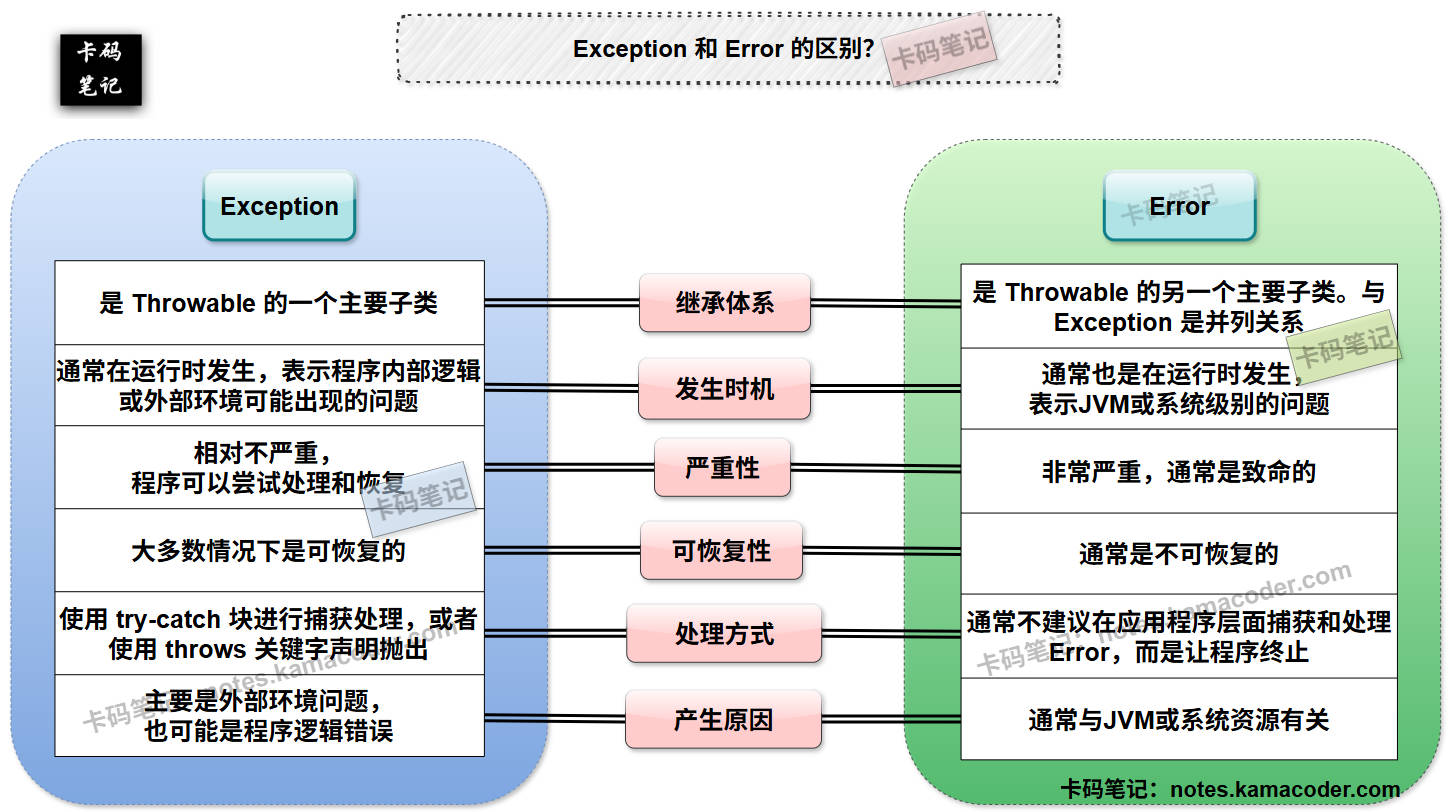 卡码
笔记
Exception 和 Error 的区别？
卡码笔记
Exception
Error
卡码笔记
是 Throwable 的一个主要子类
继承体系
是 Throwable 的另一个主要子类。与
Exception 是并列关系
卡码笔记
通常在运行时发生，表示程序内部逻辑
或外部环境可能出现的问题
发生时机
通常也是在运行时发生，
表示JVM或系统级别的问题
相对不严重，
程序可以尝试处理和恢复
卡码笔记
严重性
非常严重，通常是致命的
大多数情况下是可恢复的
可恢复性
通常是不可恢复的
使用 try-catch 块进行捕获处理，或者
使用 throws 关键字声明抛出
处理方式
通常不建议在应用程序层面捕获和处理
Error，而是让程序终止
卡码笔记：notes.kamacoder.com
主要是外部环境问题，
也可能是程序逻辑错误
卡码笔记：notes.kamacoder.com
产生原因
通常与JVM或系统资源有关
卡码笔记：notes.kamacoder.com